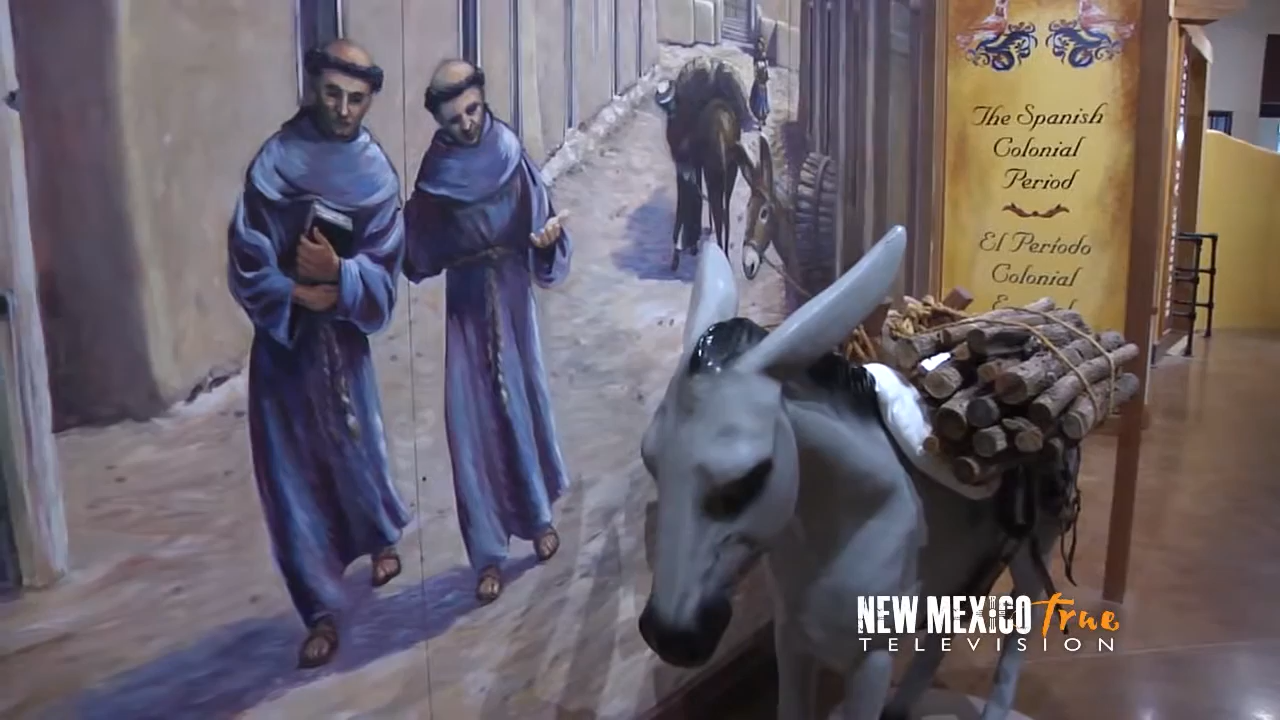 The Spanish
Colonial
Period
El Período
Colonial
NEW MEXICO True
TELEVISION